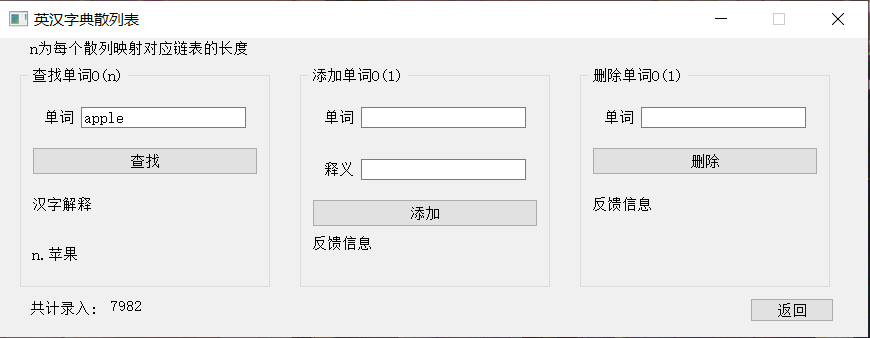 英汉字典散列表
n为每个散列映射对应链表的长度
查找单词O(n)
单词 apple
查找
汉字解释
n.苹果
添加单词O(1)
单词
释义
添加
反馈信息
删除单词O(1)
单词
删除
反馈信息
共计录入: 7982
返回